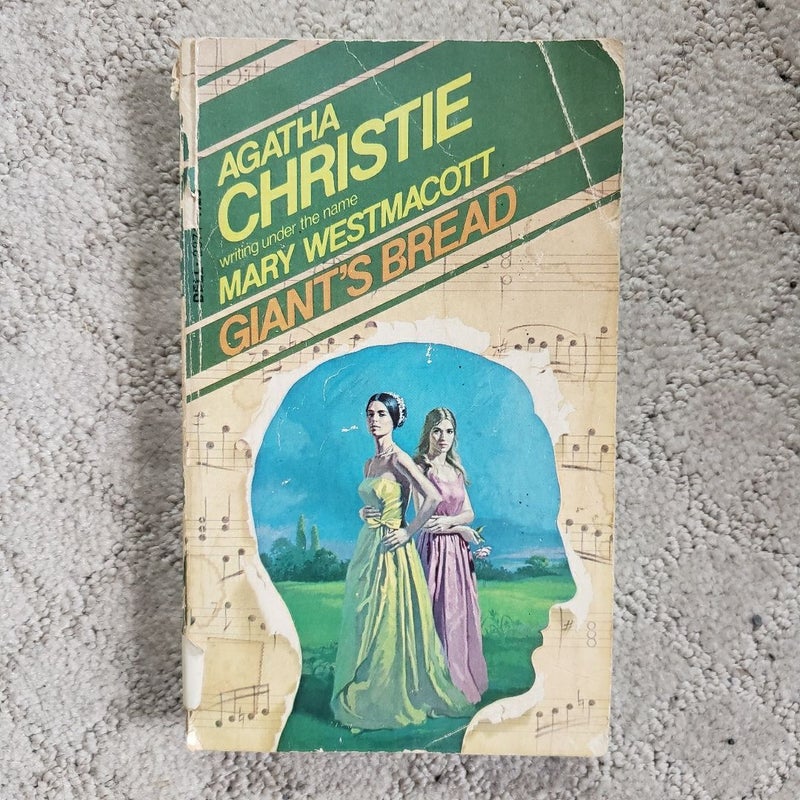 AGATHA
CHRISTIE
writing under the name
MARY WESTMACOTT
GIANT'S BREAD